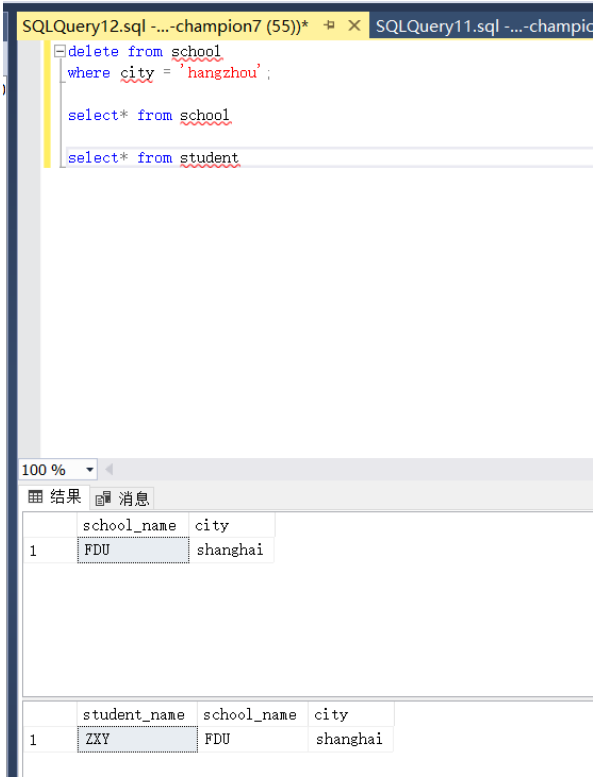 SQLQuery12.sql -...-champion7 (55))* SQLQuery11.sql -...-champio
delete from school
where city = 'hangzhou';
select* from school
select* from student
100 %
结果 消息
school_name city
1 FDU shanghai
student_name school_name city
1 ZXY FDU shanghai